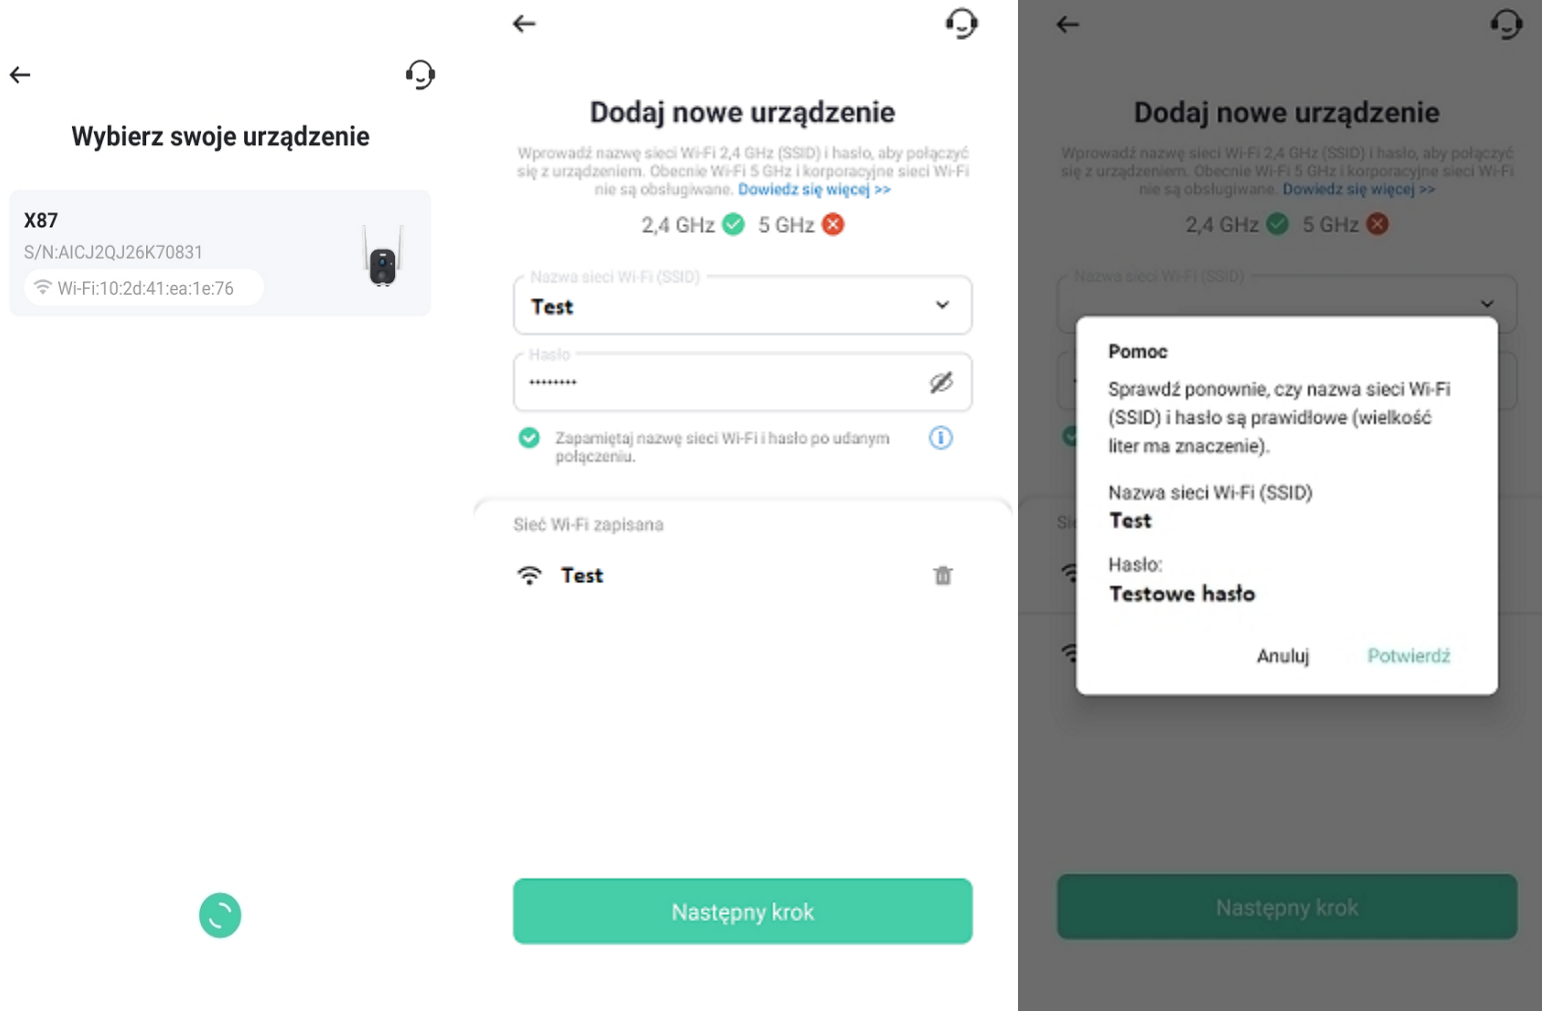 Wybierz swoje urządzenie
X87
S/N:AICJ2QJ26K70831
Wi-Fi:10:2d:41:ea:1e:76
Dodaj nowe urządzenie
Wprowadź nazwę sieci Wi-Fi 2,4 GHz (SSID) i hasło, aby połączyć
się z urządzeniem. Obecnie Wi-Fi 5 GHz i korporacyjne sieci Wi-Fi
nie są obsługiwane. Dowiedz się więcej >>
2,4 GHz 5 GHz
Nazwa sieci Wi-Fi (SSID)
Test
Hasło
••••••••
Zapamiętaj nazwę sieci Wi-Fi i hasło po udanym
połączeniu.
Sieć Wi-Fi zapisana
Test
Następny krok
Dodaj nowe urządzenie
Wprowadź nazwę sieci Wi-Fi 2,4 GHz (SSID) i hasło, aby połączyć
się z urządzeniem. Obecnie Wi-Fi 5 GHz i korporacyjne sieci Wi-Fi
nie są obsługiwane. Dowiedz się więcej >>
2,4 GHz 5 GHz
Nazwa sieci Wi-Fi (SSID)
Pomoc
Sprawdź ponownie, czy nazwa sieci Wi-Fi
(SSID) i hasło są prawidłowe (wielkość
liter ma znaczenie).
Nazwa sieci Wi-Fi (SSID)
Test
Hasło:
Testowe hasło
Anuluj Potwierdź
Następny krok